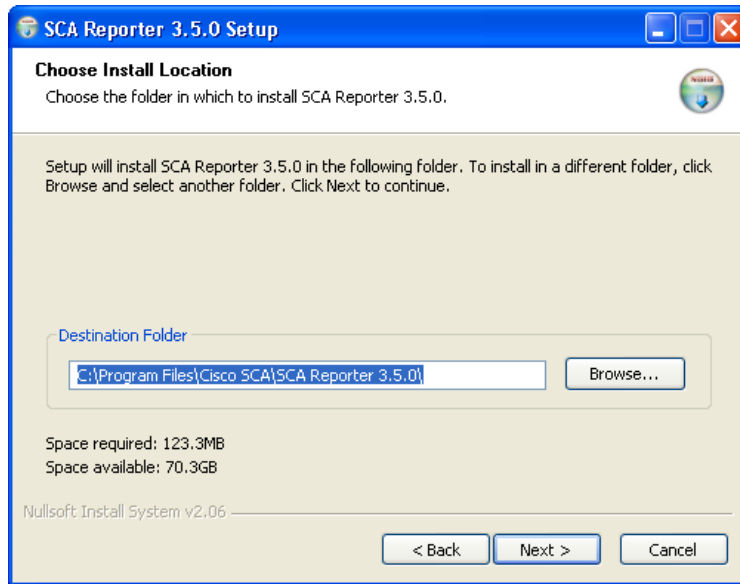 SCA Reporter 3.5.0 Setup
Choose Install Location
Choose the folder in which to install SCA Reporter 3.5.0.
Setup will install SCA Reporter 3.5.0 in the following folder. To install in a different folder, click
Browse and select another folder. Click Next to continue.
Destination Folder
C:\Program Files\Cisco SCA\SCA Reporter 3.5.0\
Browse...
Space required: 123.3MB
Space available: 70.3GB
Nullsoft Install System v2.06
< Back
Next >
Cancel